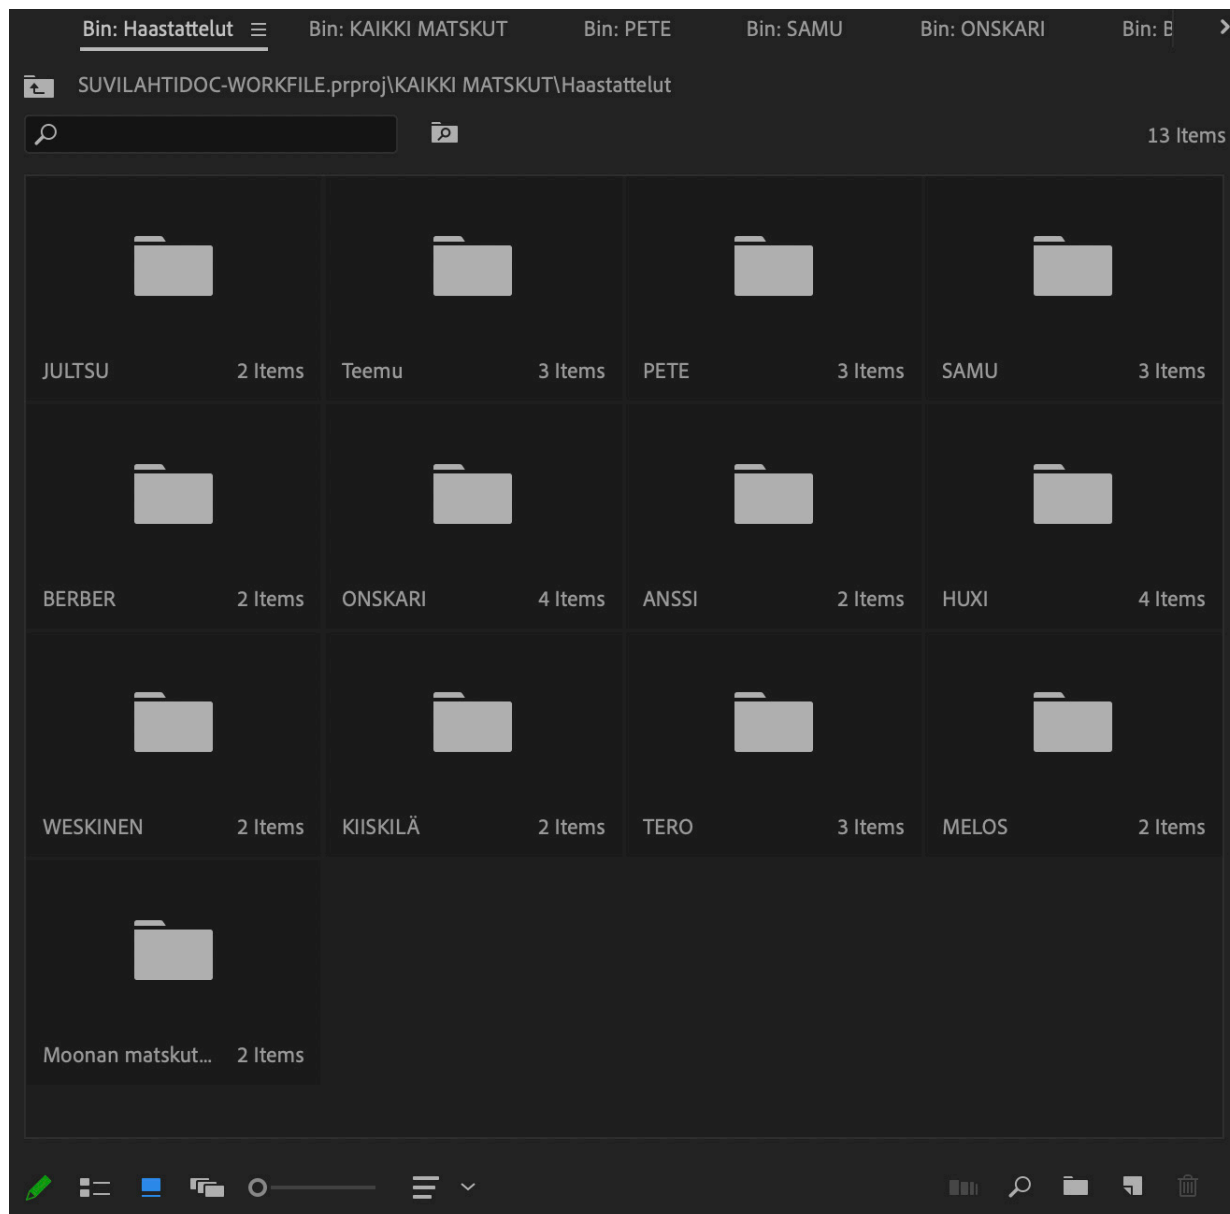 Bin: Haastattelut Bin: KAIKKI MATSKUT Bin: PETE Bin: SAMU Bin: ONSKARI Bin: B
SUVILAHTIDOC-WORKFILE.prproj\KAIKKI MATSKUT\Haastattelut
13 Items
JULTSU 2 Items Teemu 3 Items PETE 3 Items SAMU 3 Items
BERBER 2 Items ONSKARI 4 Items ANSSI 2 Items HUXI 4 Items
WESKINEN 2 Items KIISKILÄ 2 Items TERO 3 Items MELOS 2 Items
Moonan matskut... 2 Items